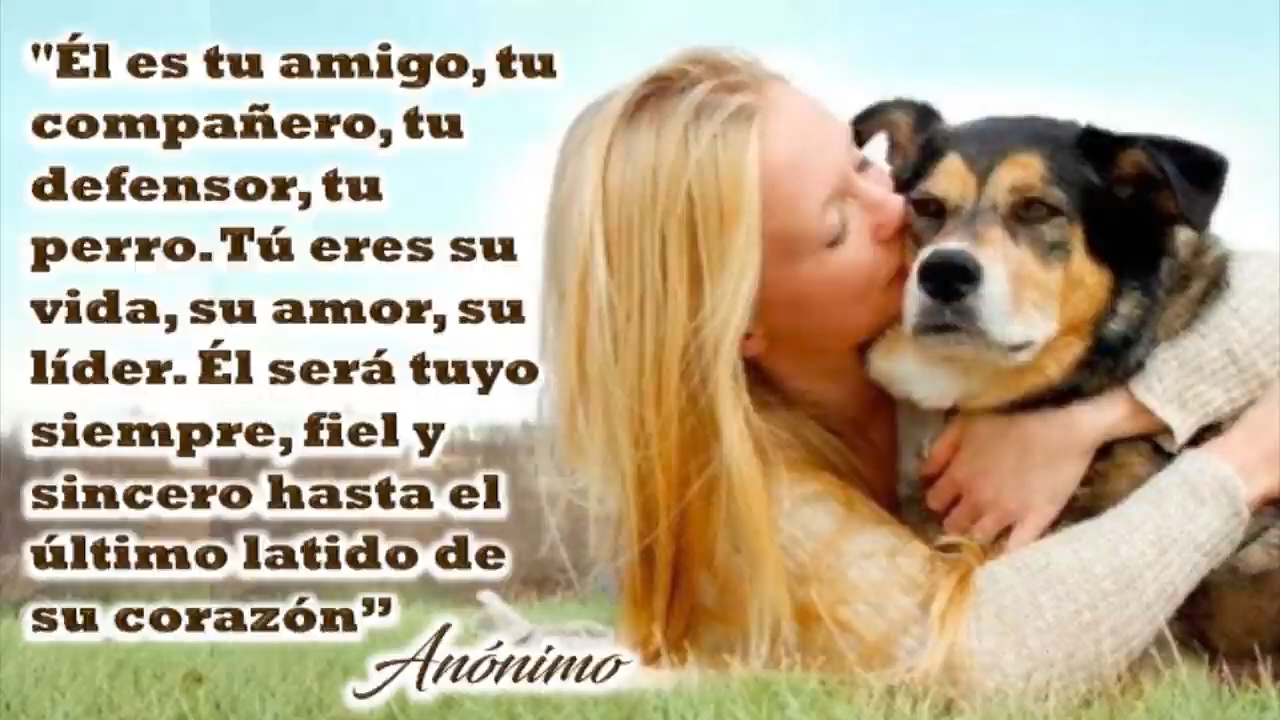 "Él es tu amigo, tu
compañero, tu
defensor, tu
perro. Tú eres su
vida, su amor, su
líder. Él será tuyo
siempre, fiel y
sincero hasta el
último latido de
su corazón”
Anónimo